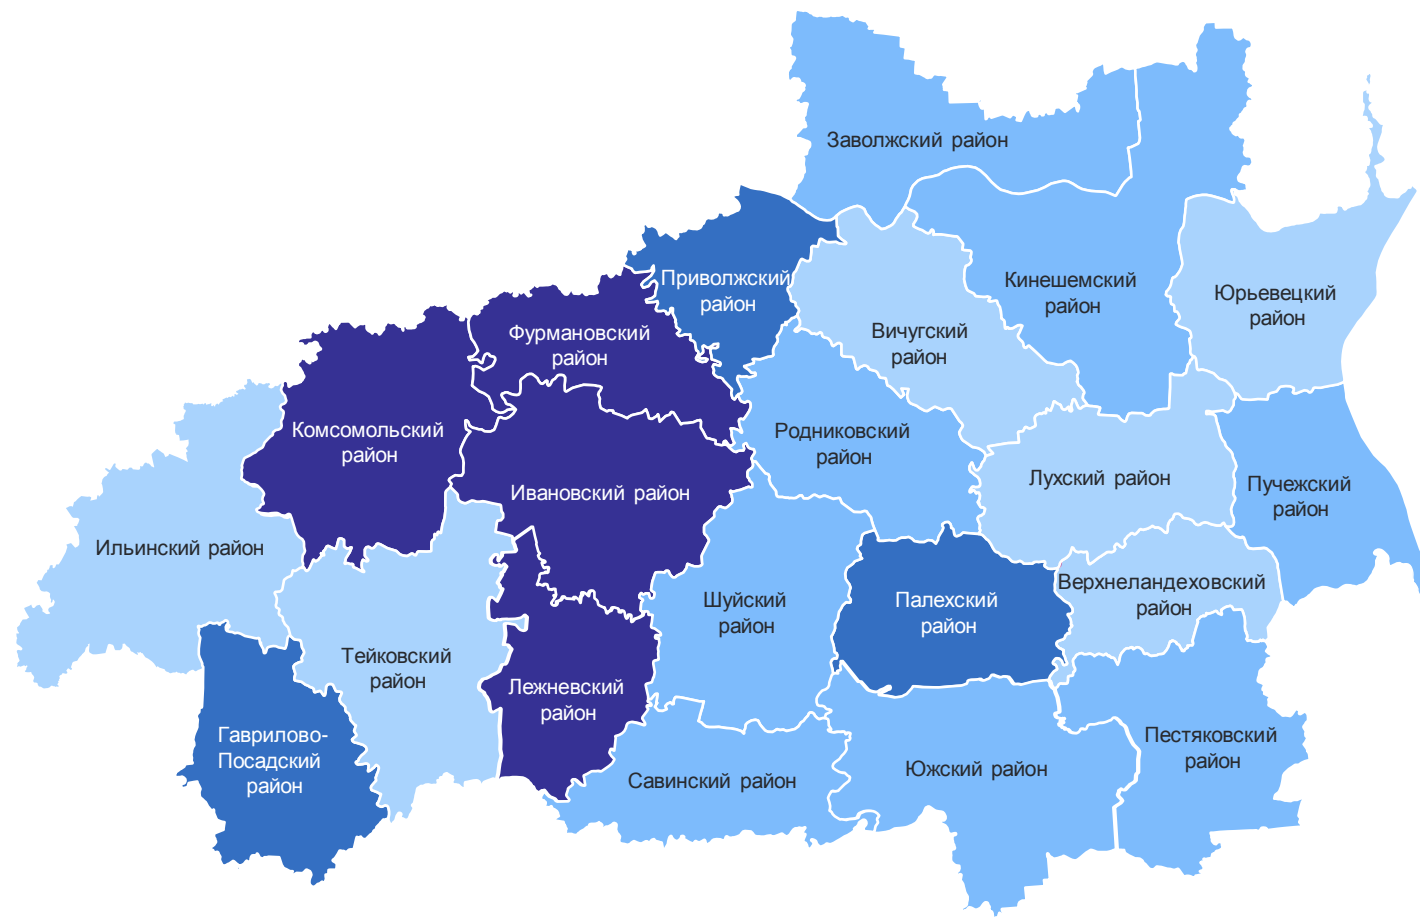 Заволжский район
Приволжский
район
Кинешемский
район
Юрьевецкий
район
Фурмановский
район
Вичугский
район
Комсомольский
район
Родниковский
район
Ивановский район
Лухский район
Пучежский
район
Ильинский район
Верхнеландеховский
район
Шуйский
район
Палехский
район
Тейковский
район
Лежневский
район
Гаврилово-
Посадский
район
Савинский район
Южский район
Пестяковский
район